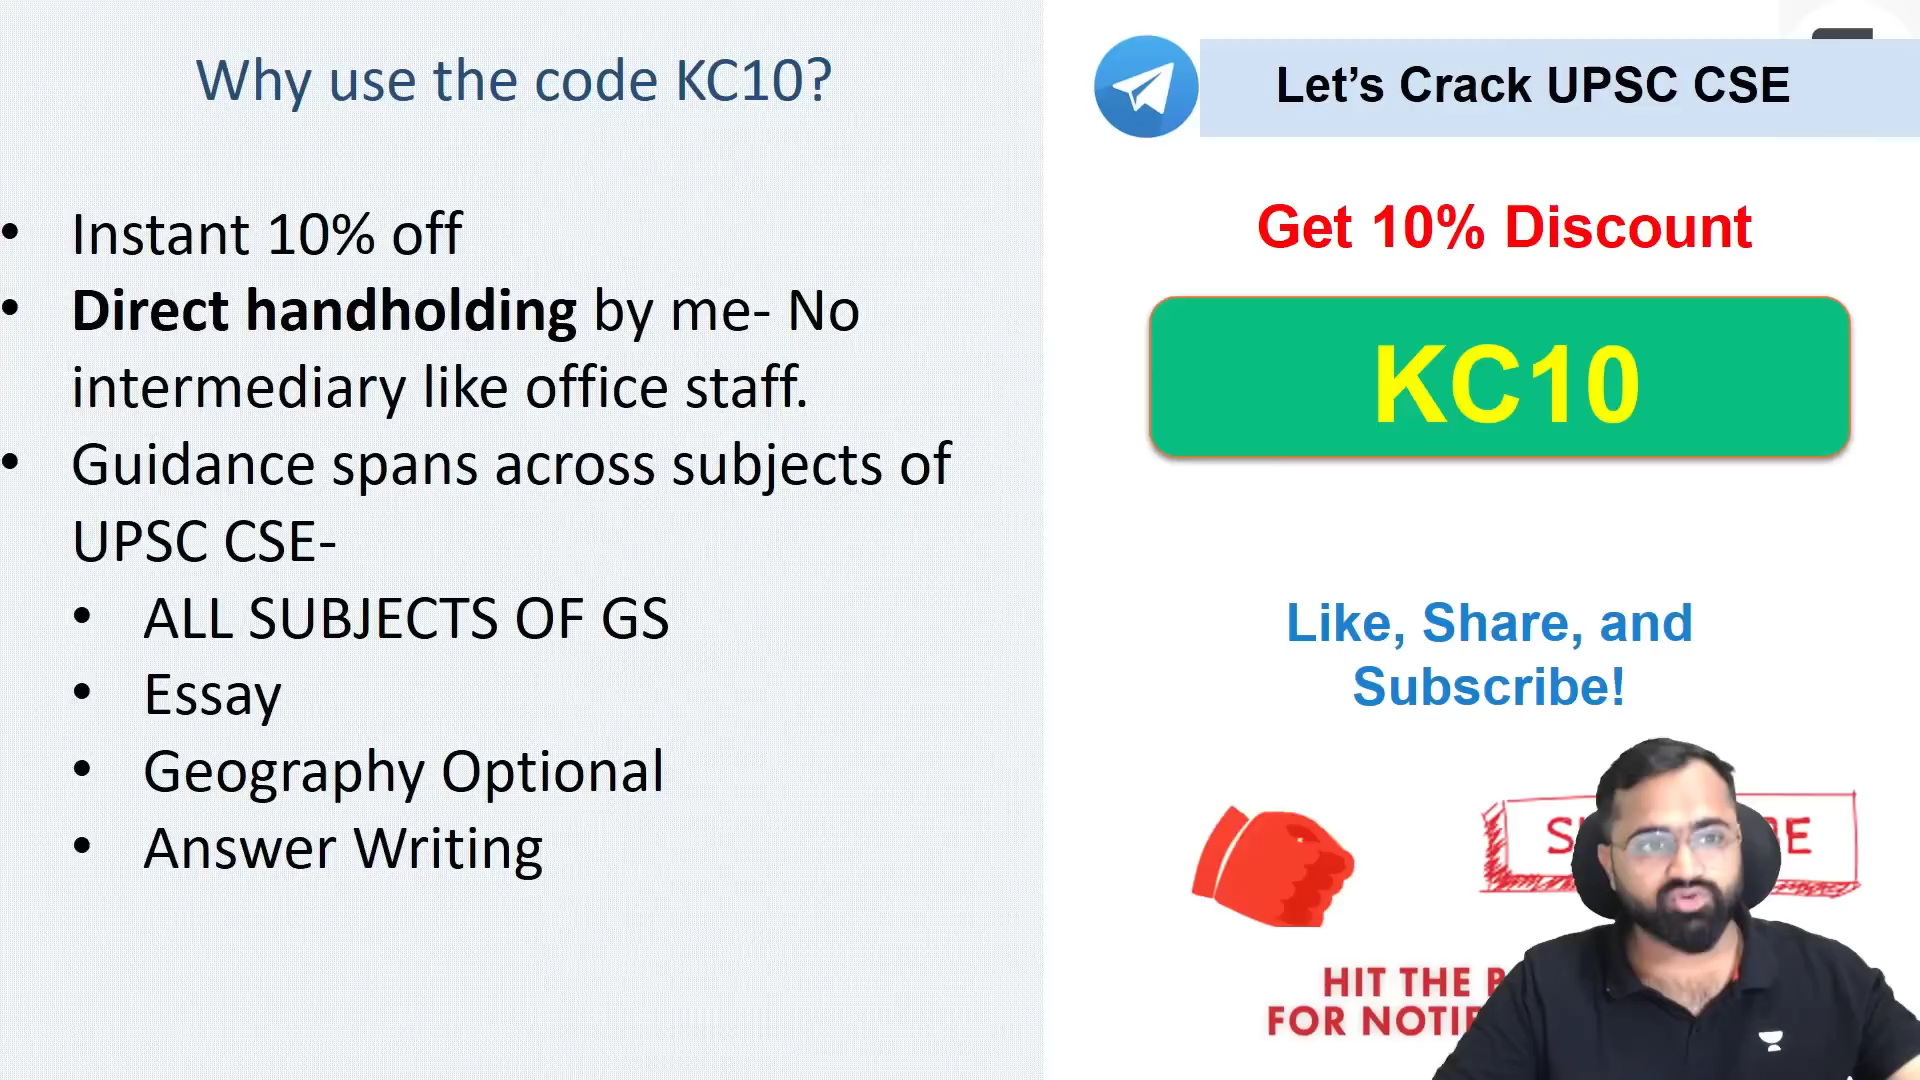 Why use the code KC10?
• Instant 10% off
• Direct handholding by me- No
intermediary like office staff.
• Guidance spans across subjects of
UPSC CSE-
• ALL SUBJECTS OF GS
• Essay
• Geography Optional
• Answer Writing
Let’s Crack UPSC CSE
Get 10% Discount
KC10
Like, Share, and
Subscribe!
HIT THE
FOR